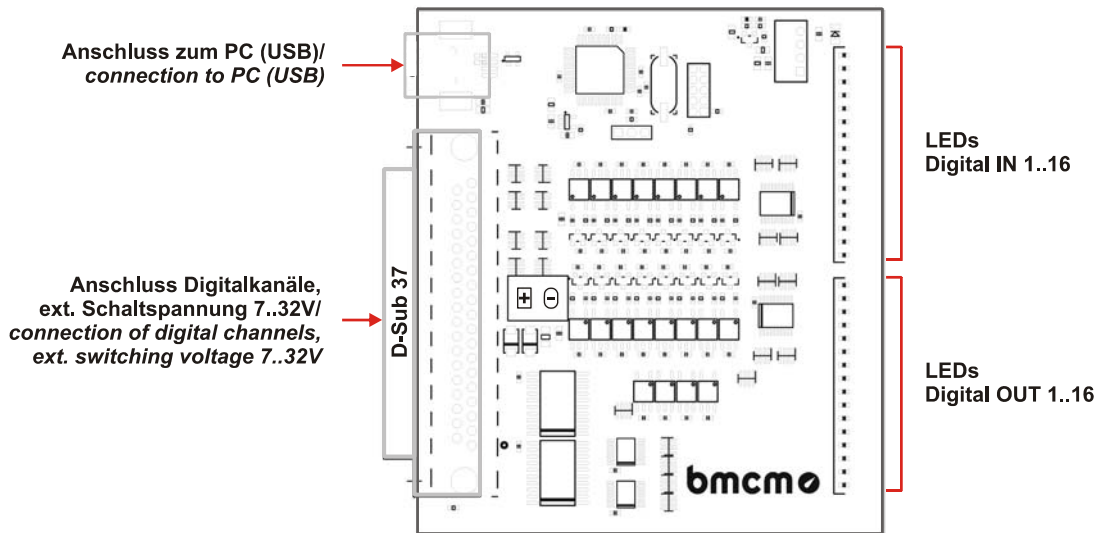 Anschluss zum PC (USB)/
connection to PC (USB)
LEDs
Digital IN 1..16
Anschluss Digitalkanäle,
ext. Schaltspannung 7..32V/
connection of digital channels,
ext. switching voltage 7..32V
D-Sub 37
+
-
LEDs
Digital OUT 1..16
bmcm